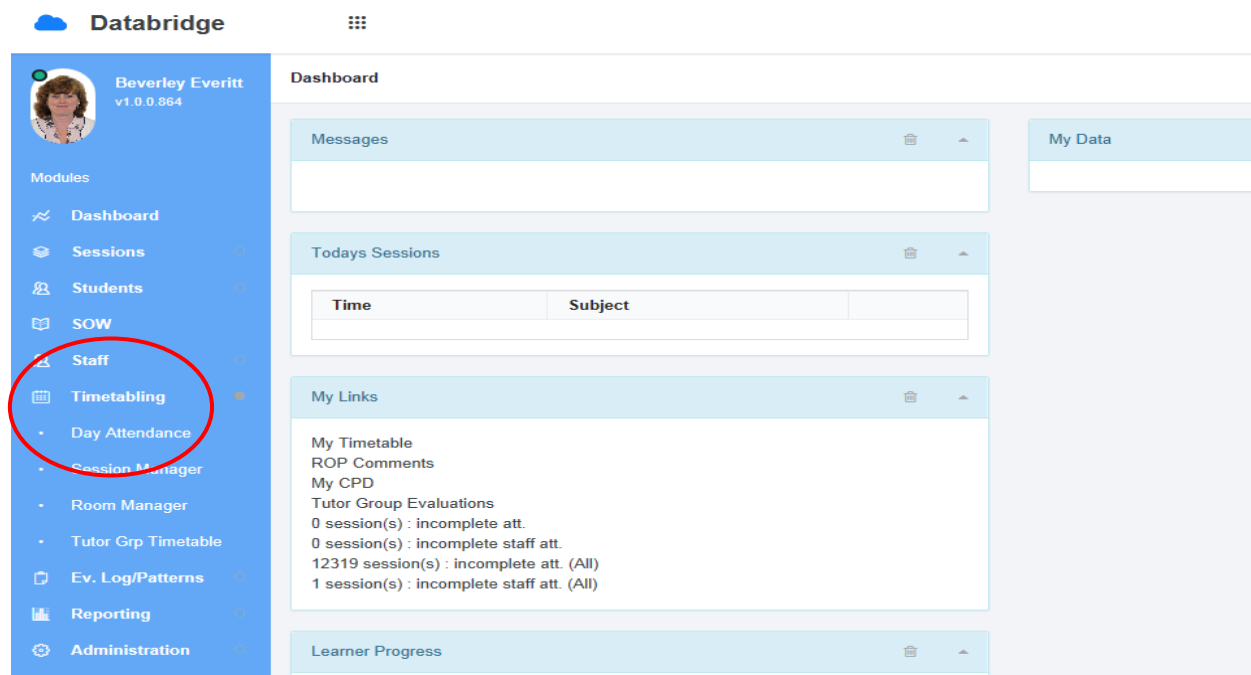 Databridge
Beverley Everitt
v1.0.0.864
Modules
Dashboard
Sessions
Students
SOW
Staff
Timetabling
Day Attendance
Session Manager
Room Manager
Tutor Grp Timetable
Ev. Log/Patterns
Reporting
Administration
Dashboard
Messages
Todays Sessions
Time Subject
My Links
My Timetable
ROP Comments
My CPD
Tutor Group Evaluations
0 session(s) : incomplete att.
0 session(s) : incomplete staff att.
12319 session(s) : incomplete att. (All)
1 session(s) : incomplete staff att. (All)
Learner Progress
My Data